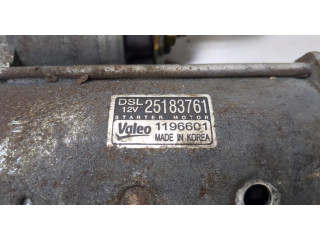 DSL 12V 25183761
STARTER MOTOR
Valeo 1196601
MADE IN KOREA